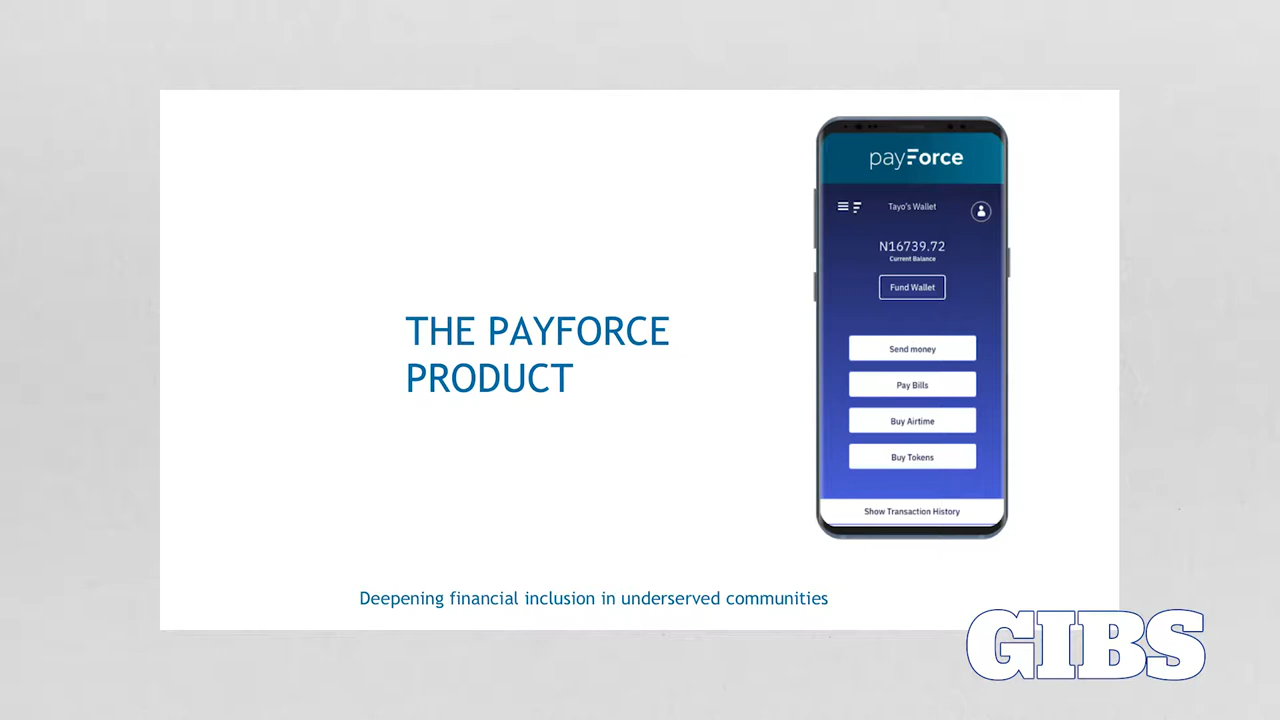 payForce
Tayo's Wallet
N16739.72
Current Balance
Fund Wallet
THE PAYFORCE
PRODUCT
Send money
Pay Bills
Buy Airtime
Buy Tokens
Show Transaction History
Deepening financial inclusion in underserved communities
GIBS